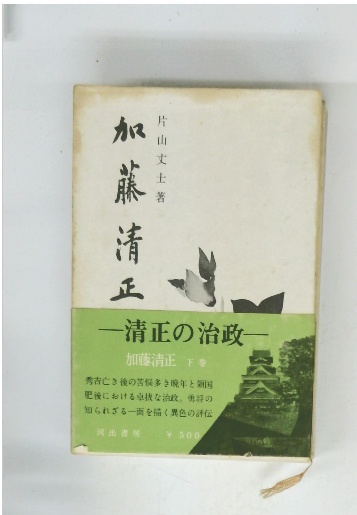 片山丈士著
加藤清正
―清正の治政―
加藤清正 下巻
秀吉亡き後の苦悩多き晩年と領国
肥後における卓抜な治政。勇将の
知られざる一面を描く異色の評伝
河出書房 ￥500